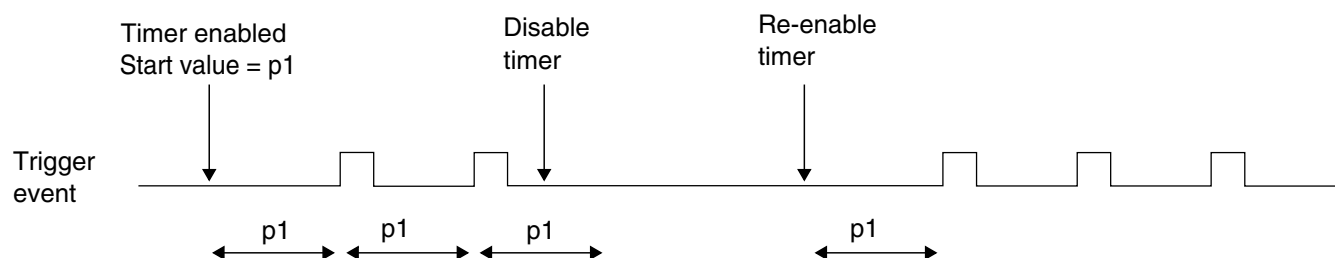 Timer enabled
Start value = p1
Disable
timer
Re-enable
timer
Trigger
event
p1
p1
p1
p1